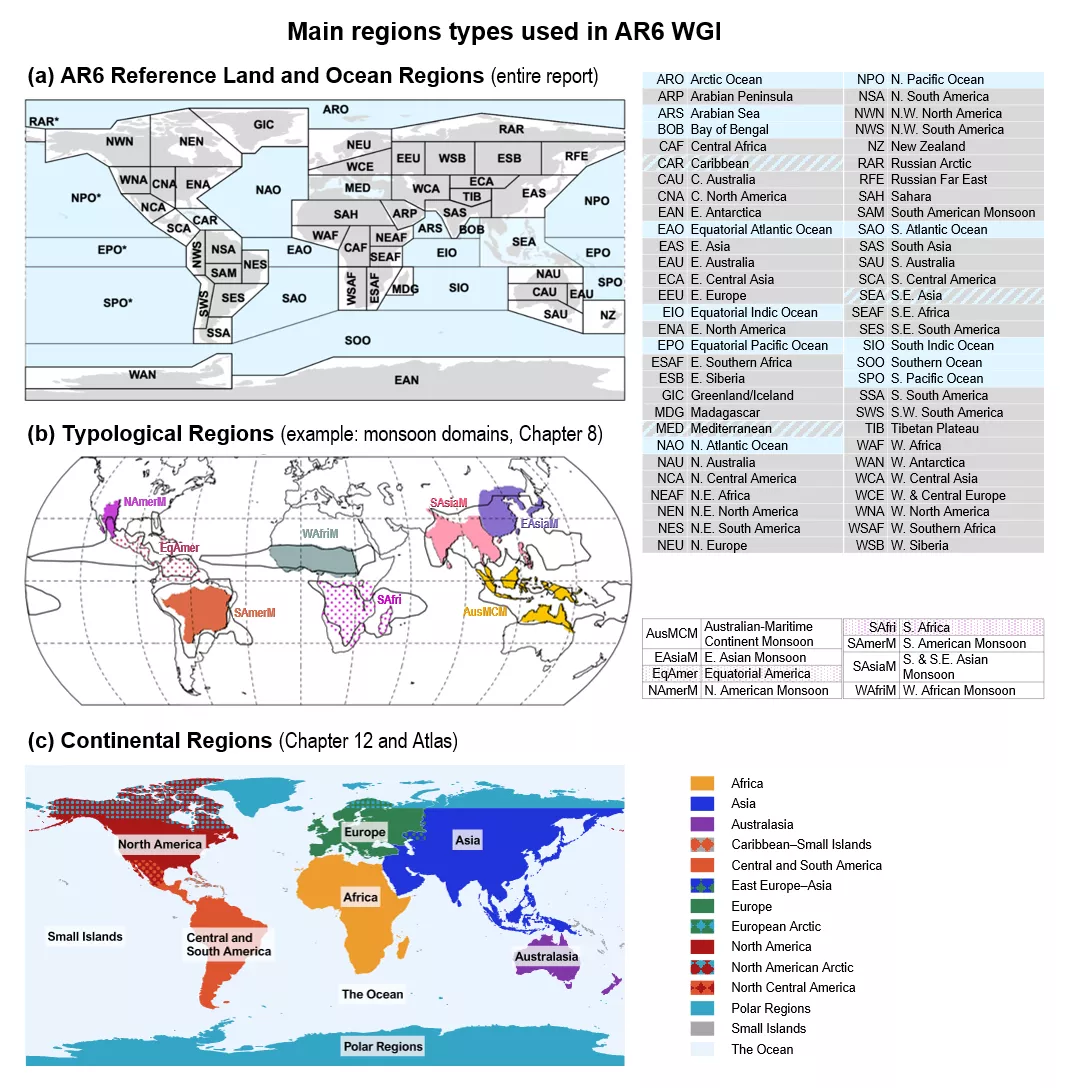 Main regions types used in AR6 WGI
(a) AR6 Reference Land and Ocean Regions (entire report)
ARO
RAR*
GIC
RAR
NWN
NEN
NEU
RFE
EEU
WSB
ESB
WCE
WNA
CNA
ENA
NAO
MED
WCA
ECA
TIB
EAS
NPO*
NPO
NCA
CAR
SCA
SAH
ARP
SAS
ARS
BOB
WAF
CAF
NEAF
SEA
EPO*
NWS
NSA
EAO
SEAF
EIO
EPO
NES
SAM
NAU
SPO
SPO*
SWS
SES
SAO
WSAF
ESAF
MDG
SIO
CAU
EAU
SAU
NZ
SSA
SOO
WAN
EAN
ARO Arctic Ocean
ARP Arabian Peninsula
ARS Arabian Sea
BOB Bay of Bengal
CAF Central Africa
CAR Caribbean
CAU C. Australia
CNA C. North America
EAN E. Antarctica
EAO Equatorial Atlantic Ocean
EAS E. Asia
EAU E. Australia
ECA E. Central Asia
EEU E. Europe
EIO Equatorial Indic Ocean
ENA E. North America
EPO Equatorial Pacific Ocean
ESAF E. Southern Africa
ESB E. Siberia
GIC Greenland/Iceland
MDG Madagascar
MED Mediterranean
NAO N. Atlantic Ocean
NAU N. Australia
NCA N. Central America
NEAF N.E. Africa
NEN N.E. North America
NES N.E. South America
NEU N. Europe
NPO N. Pacific Ocean
NSA N. South America
NWN N.W. North America
NWS N.W. South America
NZ New Zealand
RAR Russian Arctic
RFE Russian Far East
SAH Sahara
SAM South American Monsoon
SAO S. Atlantic Ocean
SAS South Asia
SAU S. Australia
SCA S. Central America
SEA S.E. Asia
SEAF S.E. Africa
SES S.E. South America
SIO South Indic Ocean
SOO Southern Ocean
SPO S. Pacific Ocean
SSA S. South America
SWS S.W. South America
TIB Tibetan Plateau
WAF W. Africa
WAN W. Antarctica
WCA W. Central Asia
WCE W. & Central Europe
WNA W. North America
WSAF W. Southern Africa
WSB W. Siberia
(b) Typological Regions (example: monsoon domains, Chapter 8)
NAmerM
SAsiaM
EAsiaM
WAfriM
EqAmer
SAmerM
SAfri
AusMCM
AusMCM Australian-Maritime
Continent Monsoon
EAsiaM E. Asian Monsoon
EqAmer Equatorial America
NAmerM N. American Monsoon
SAfri S. Africa
SAmerM S. American Monsoon
SAsiaM S. & S.E. Asian
Monsoon
WAfriM W. African Monsoon
(c) Continental Regions (Chapter 12 and Atlas)
North America
Europe
Asia
Africa
Small Islands
Central and
South America
Australasia
The Ocean
Polar Regions
Africa
Asia
Australasia
Caribbean–Small Islands
Central and South America
East Europe–Asia
Europe
European Arctic
North America
North American Arctic
North Central America
Polar Regions
Small Islands
The Ocean